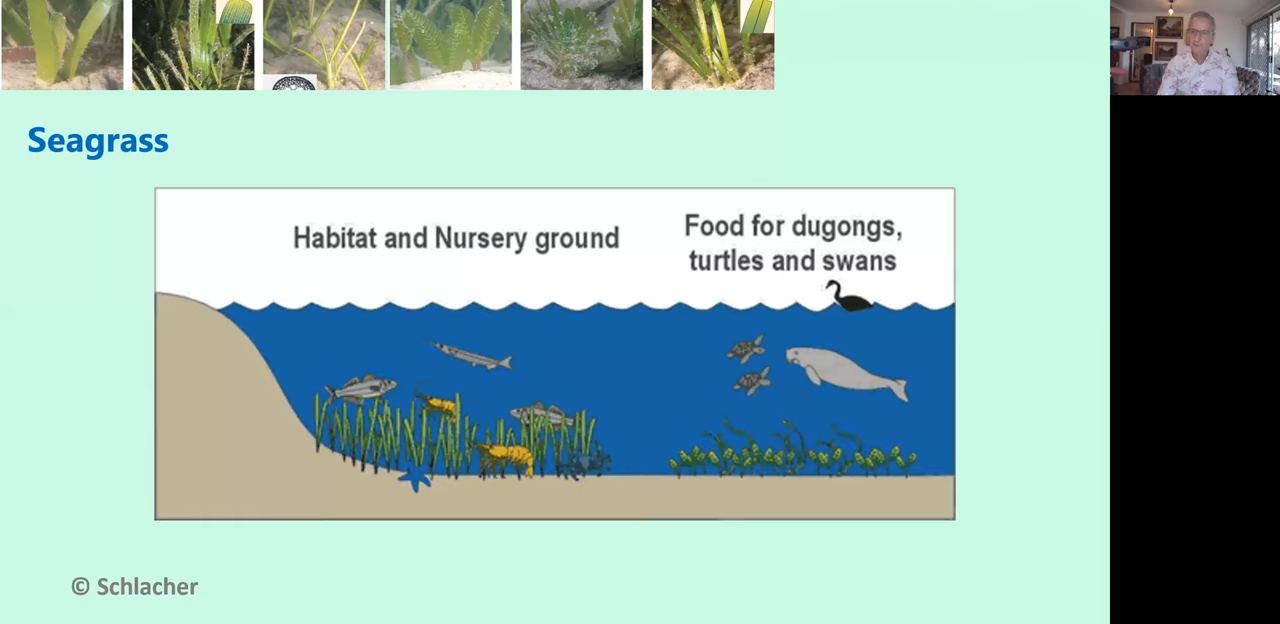 Seagrass
Habitat and Nursery ground
Food for dugongs,
turtles and swans
© Schlacher